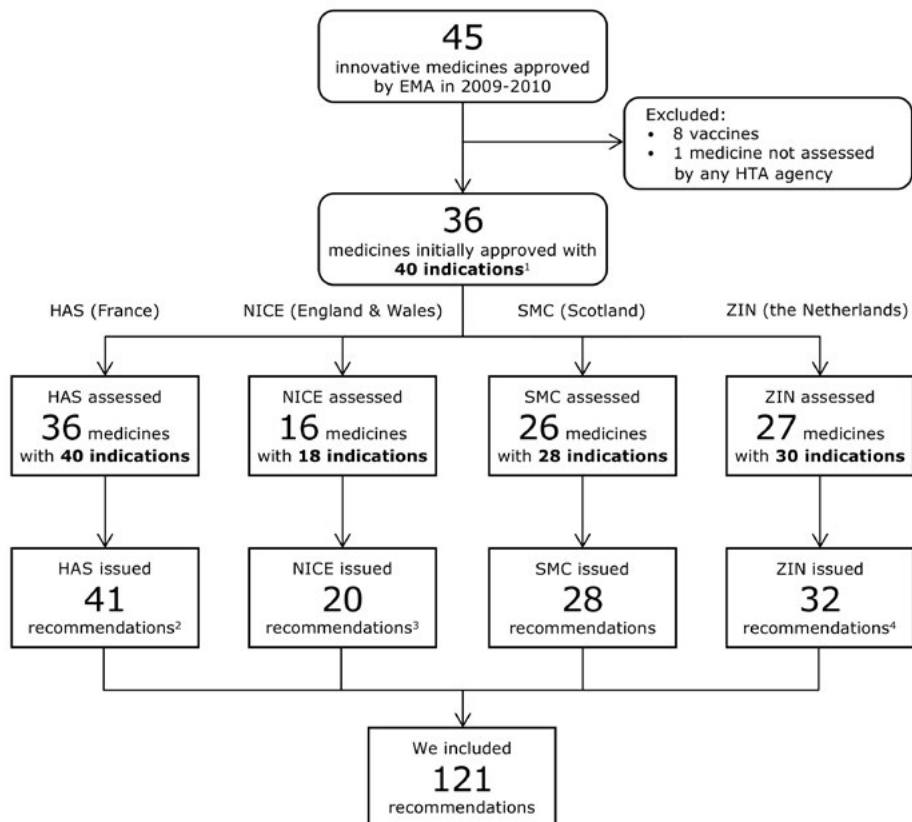 45
innovative medicines approved
by EMA in 2009-2010
Excluded:
• 8 vaccines
• 1 medicine not assessed
by any HTA agency
36
medicines initially approved with
40 indications¹
HAS (France)
NICE (England & Wales)
SMC (Scotland)
ZIN (the Netherlands)
HAS assessed
36 medicines
with 40 indications
NICE assessed
16 medicines
with 18 indications
SMC assessed
26 medicines
with 28 indications
ZIN assessed
27 medicines
with 30 indications
HAS issued
41
recommendations²
NICE issued
20
recommendations³
SMC issued
28
recommendations
ZIN issued
32
recommendations⁴
We included
121
recommendations